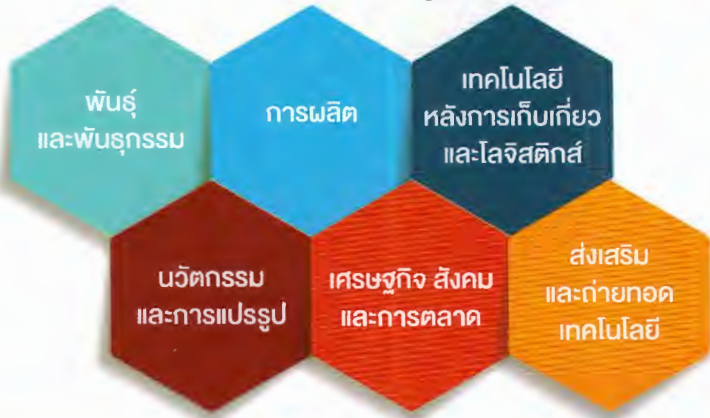 พันธุ์
และพันธุกรรม
การผลิต
เทคโนโลยี
หลังการเก็บเกี่ยว
และโลจิสติกส์
นวัตกรรม
และการแปรรูป
เศรษฐกิจ สังคม
และการตลาด
ส่งเสริม
และถ่ายทอด
เทคโนโลยี